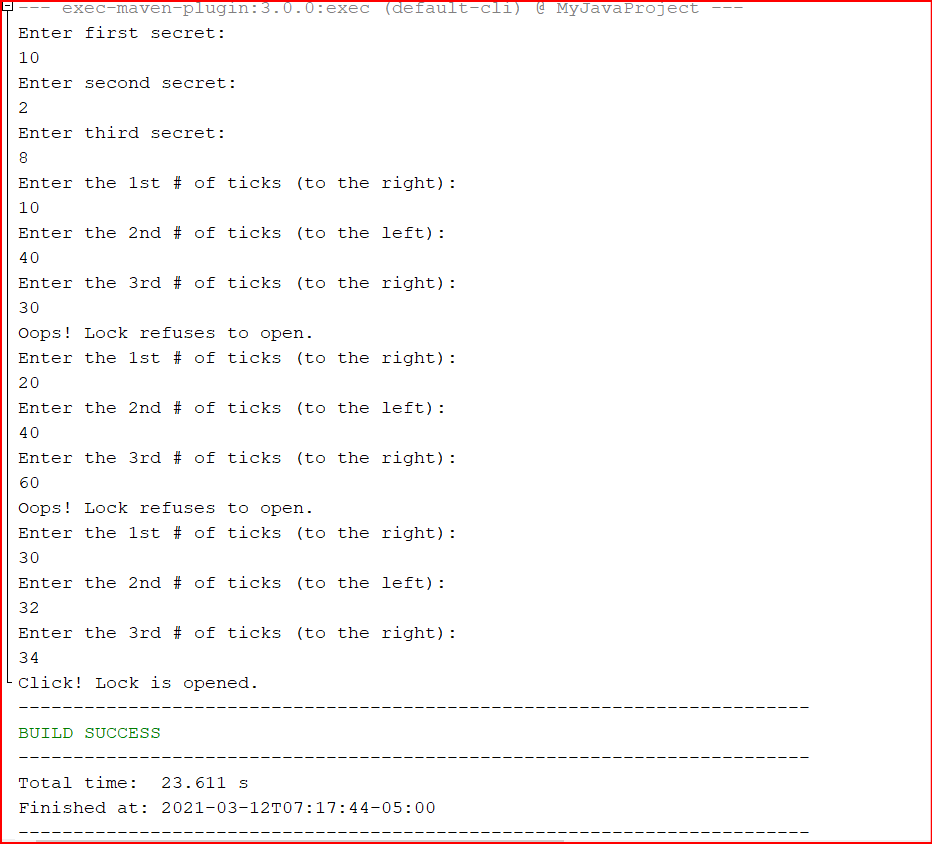 --- exec-maven-plugin:3.0.0:exec (default-cli) @ MyJavaProject ---
Enter first secret:
10
Enter second secret:
2
Enter third secret:
8
Enter the 1st # of ticks (to the right):
10
Enter the 2nd # of ticks (to the left):
40
Enter the 3rd # of ticks (to the right):
30
Oops! Lock refuses to open.
Enter the 1st # of ticks (to the right):
20
Enter the 2nd # of ticks (to the left):
40
Enter the 3rd # of ticks (to the right):
60
Oops! Lock refuses to open.
Enter the 1st # of ticks (to the right):
30
Enter the 2nd # of ticks (to the left):
32
Enter the 3rd # of ticks (to the right):
34
Click! Lock is opened.
------------------------------------------------------------------------
BUILD SUCCESS
------------------------------------------------------------------------
Total time:  23.611 s
Finished at: 2021-03-12T07:17:44-05:00
------------------------------------------------------------------------